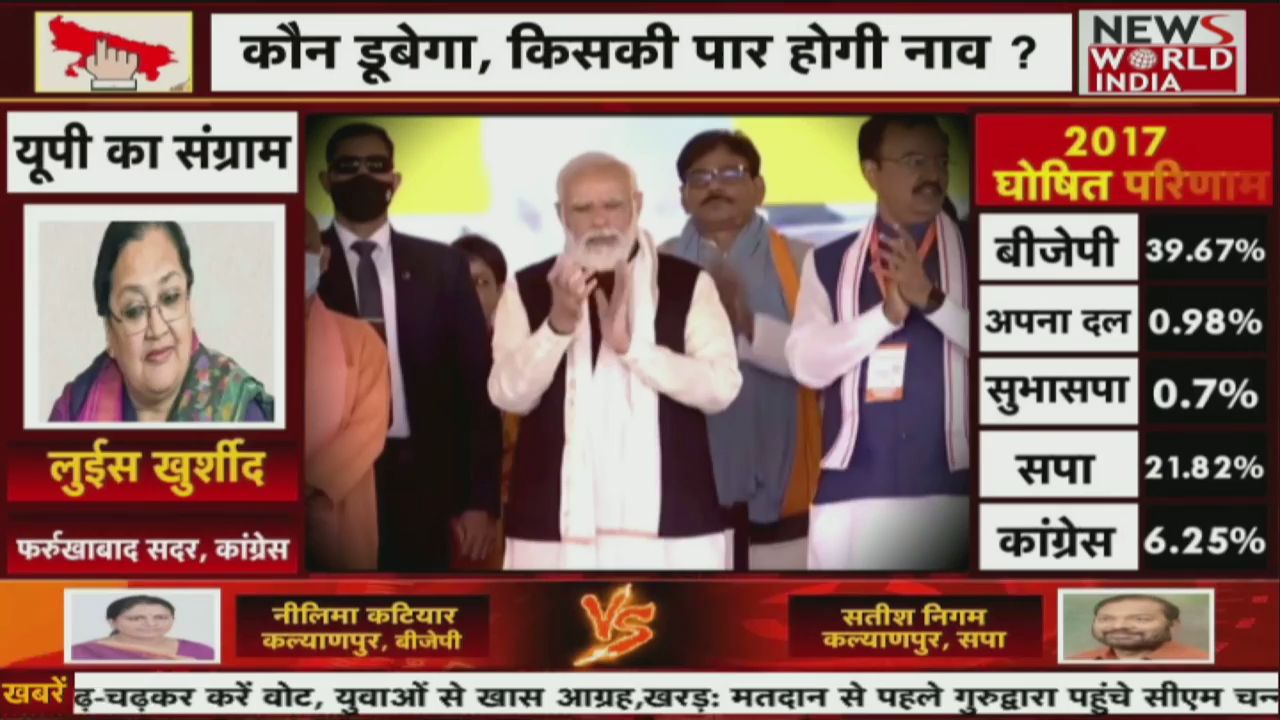 कौन डूबेगा, किसकी पार होगी नाव ?
NEWS
WORLD
INDIA
यूपी का संग्राम
लुईस खुर्शीद
फर्रुखाबाद सदर, कांग्रेस
2017
घोषित परिणाम
बीजेपी 39.67%
अपना दल 0.98%
सुभासपा 0.7%
सपा 21.82%
कांग्रेस 6.25%
नीलिमा कटियार
कल्याणपुर, बीजेपी
VS
सतीश निगम
कल्याणपुर, सपा
खबरें ढ़-चढ़कर करें वोट, युवाओं से खास आग्रह,खरड़: मतदान से पहले गुरुद्वारा पहुंचे सीएम चन